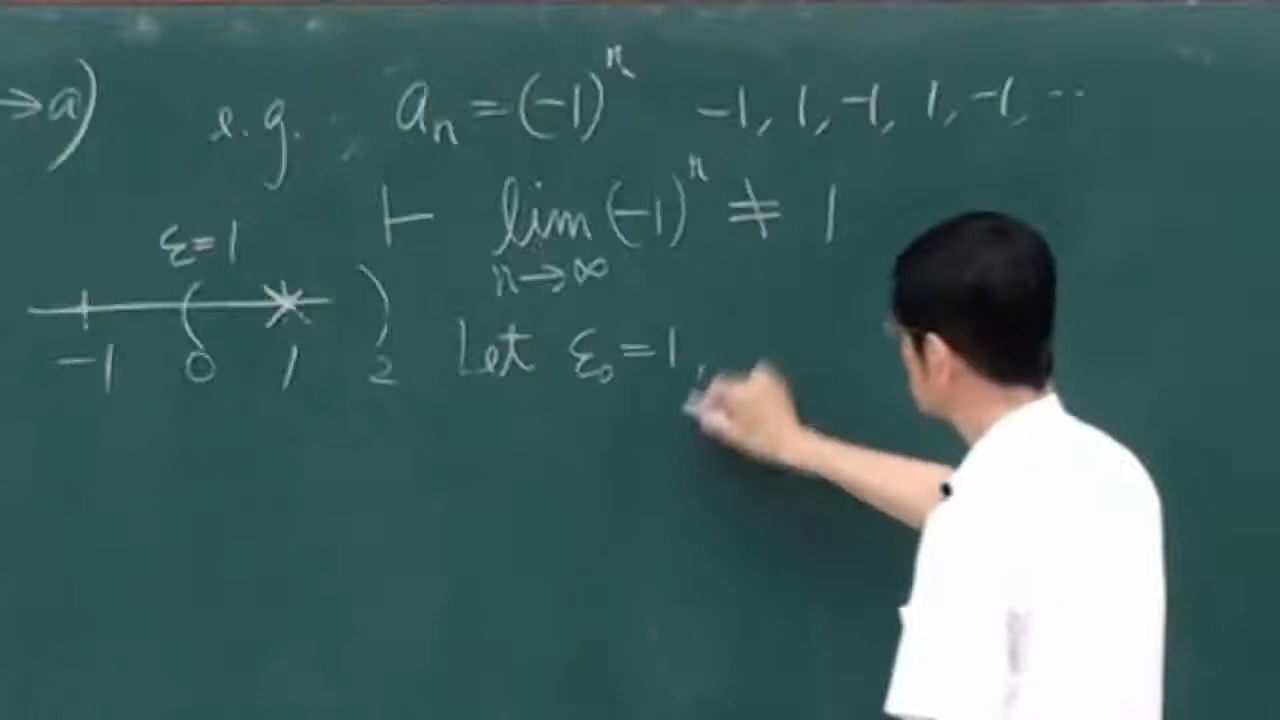 →a) e.g. aₙ = (-1)ⁿ -1, 1, -1, 1, -1, ...
⊢ lim (-1)ⁿ ≠ 1
n→∞
ε=1
-1 0 1 2
Let ε₀ = 1,